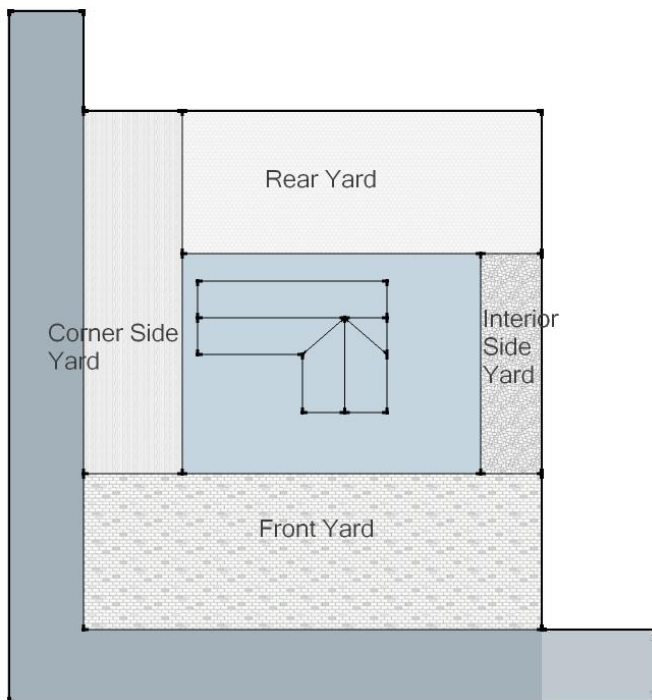 Rear Yard
Corner Side
Yard
Interior
Side
Yard
Front Yard